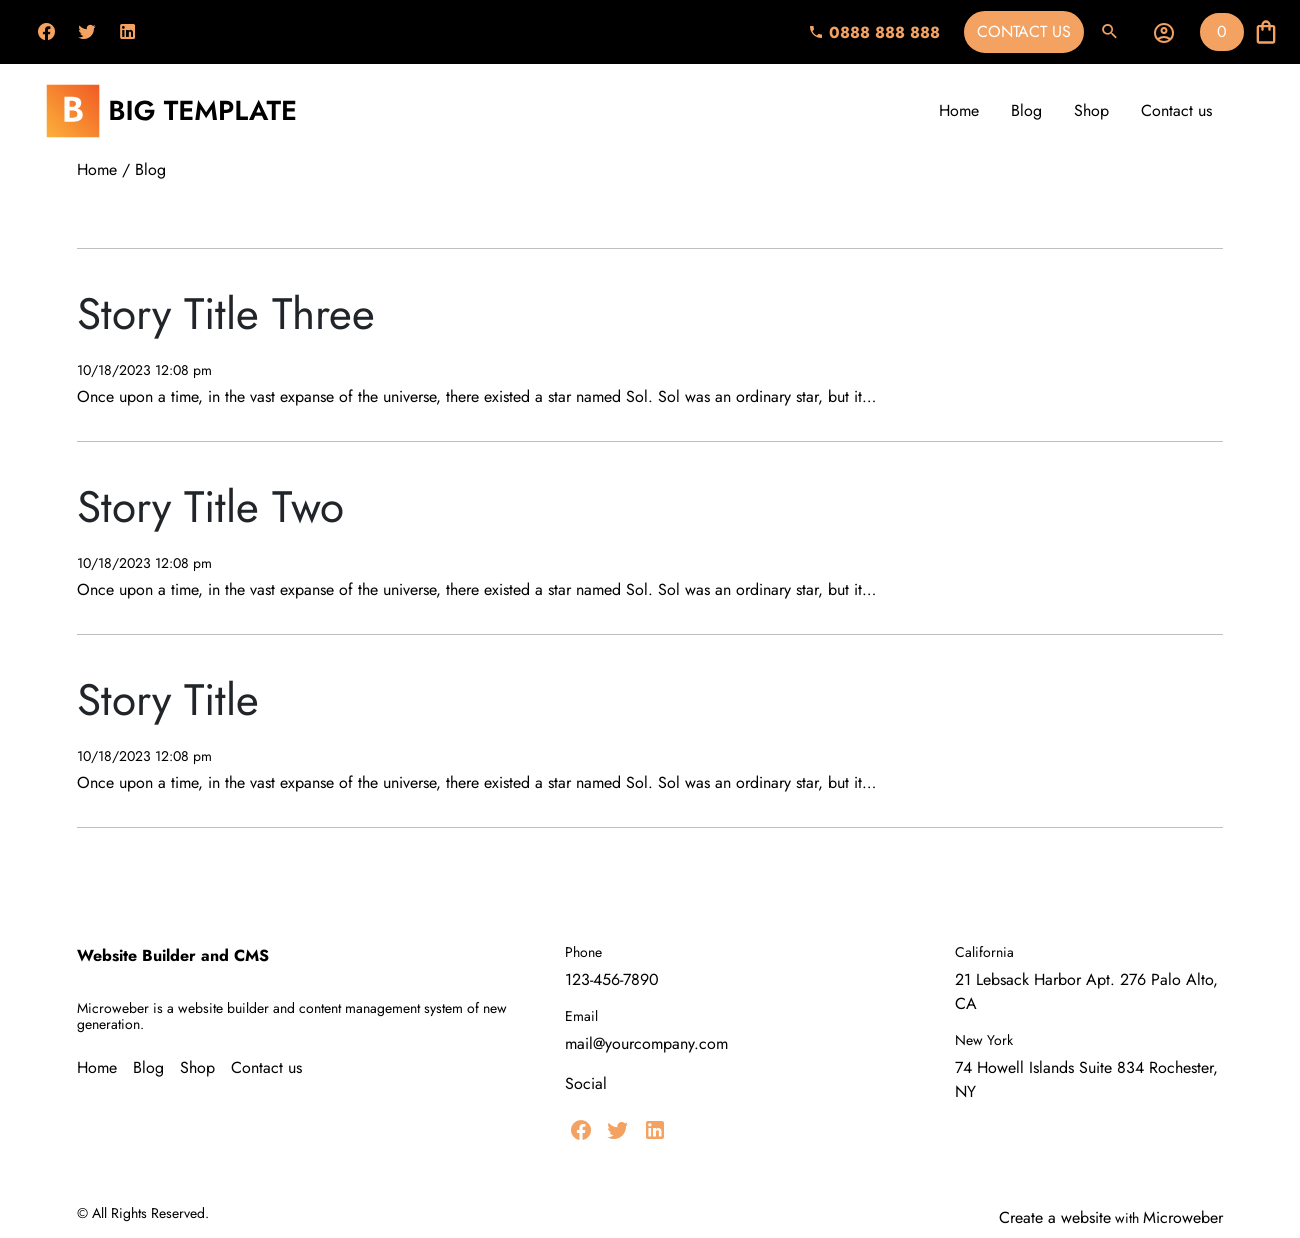 0888 888 888
CONTACT US
0
B BIG TEMPLATE
Home Blog Shop Contact us
Home / Blog
Story Title Three
10/18/2023 12:08 pm
Once upon a time, in the vast expanse of the universe, there existed a star named Sol. Sol was an ordinary star, but it...
Story Title Two
10/18/2023 12:08 pm
Once upon a time, in the vast expanse of the universe, there existed a star named Sol. Sol was an ordinary star, but it...
Story Title
10/18/2023 12:08 pm
Once upon a time, in the vast expanse of the universe, there existed a star named Sol. Sol was an ordinary star, but it...
Website Builder and CMS
Microweber is a website builder and content management system of new
generation.
Home Blog Shop Contact us
Phone
123-456-7890
Email
mail@yourcompany.com
Social
California
21 Lebsack Harbor Apt. 276 Palo Alto,
CA
New York
74 Howell Islands Suite 834 Rochester,
NY
© All Rights Reserved.
Create a website with Microweber